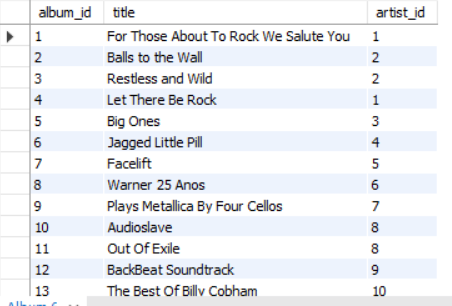 album_id title artist_id
1 For Those About To Rock We Salute You 1
2 Balls to the Wall 2
3 Restless and Wild 2
4 Let There Be Rock 1
5 Big Ones 3
6 Jagged Little Pill 4
7 Facelift 5
8 Warner 25 Anos 6
9 Plays Metallica By Four Cellos 7
10 Audioslave 8
11 Out Of Exile 8
12 BackBeat Soundtrack 9
13 The Best Of Billy Cobham 10